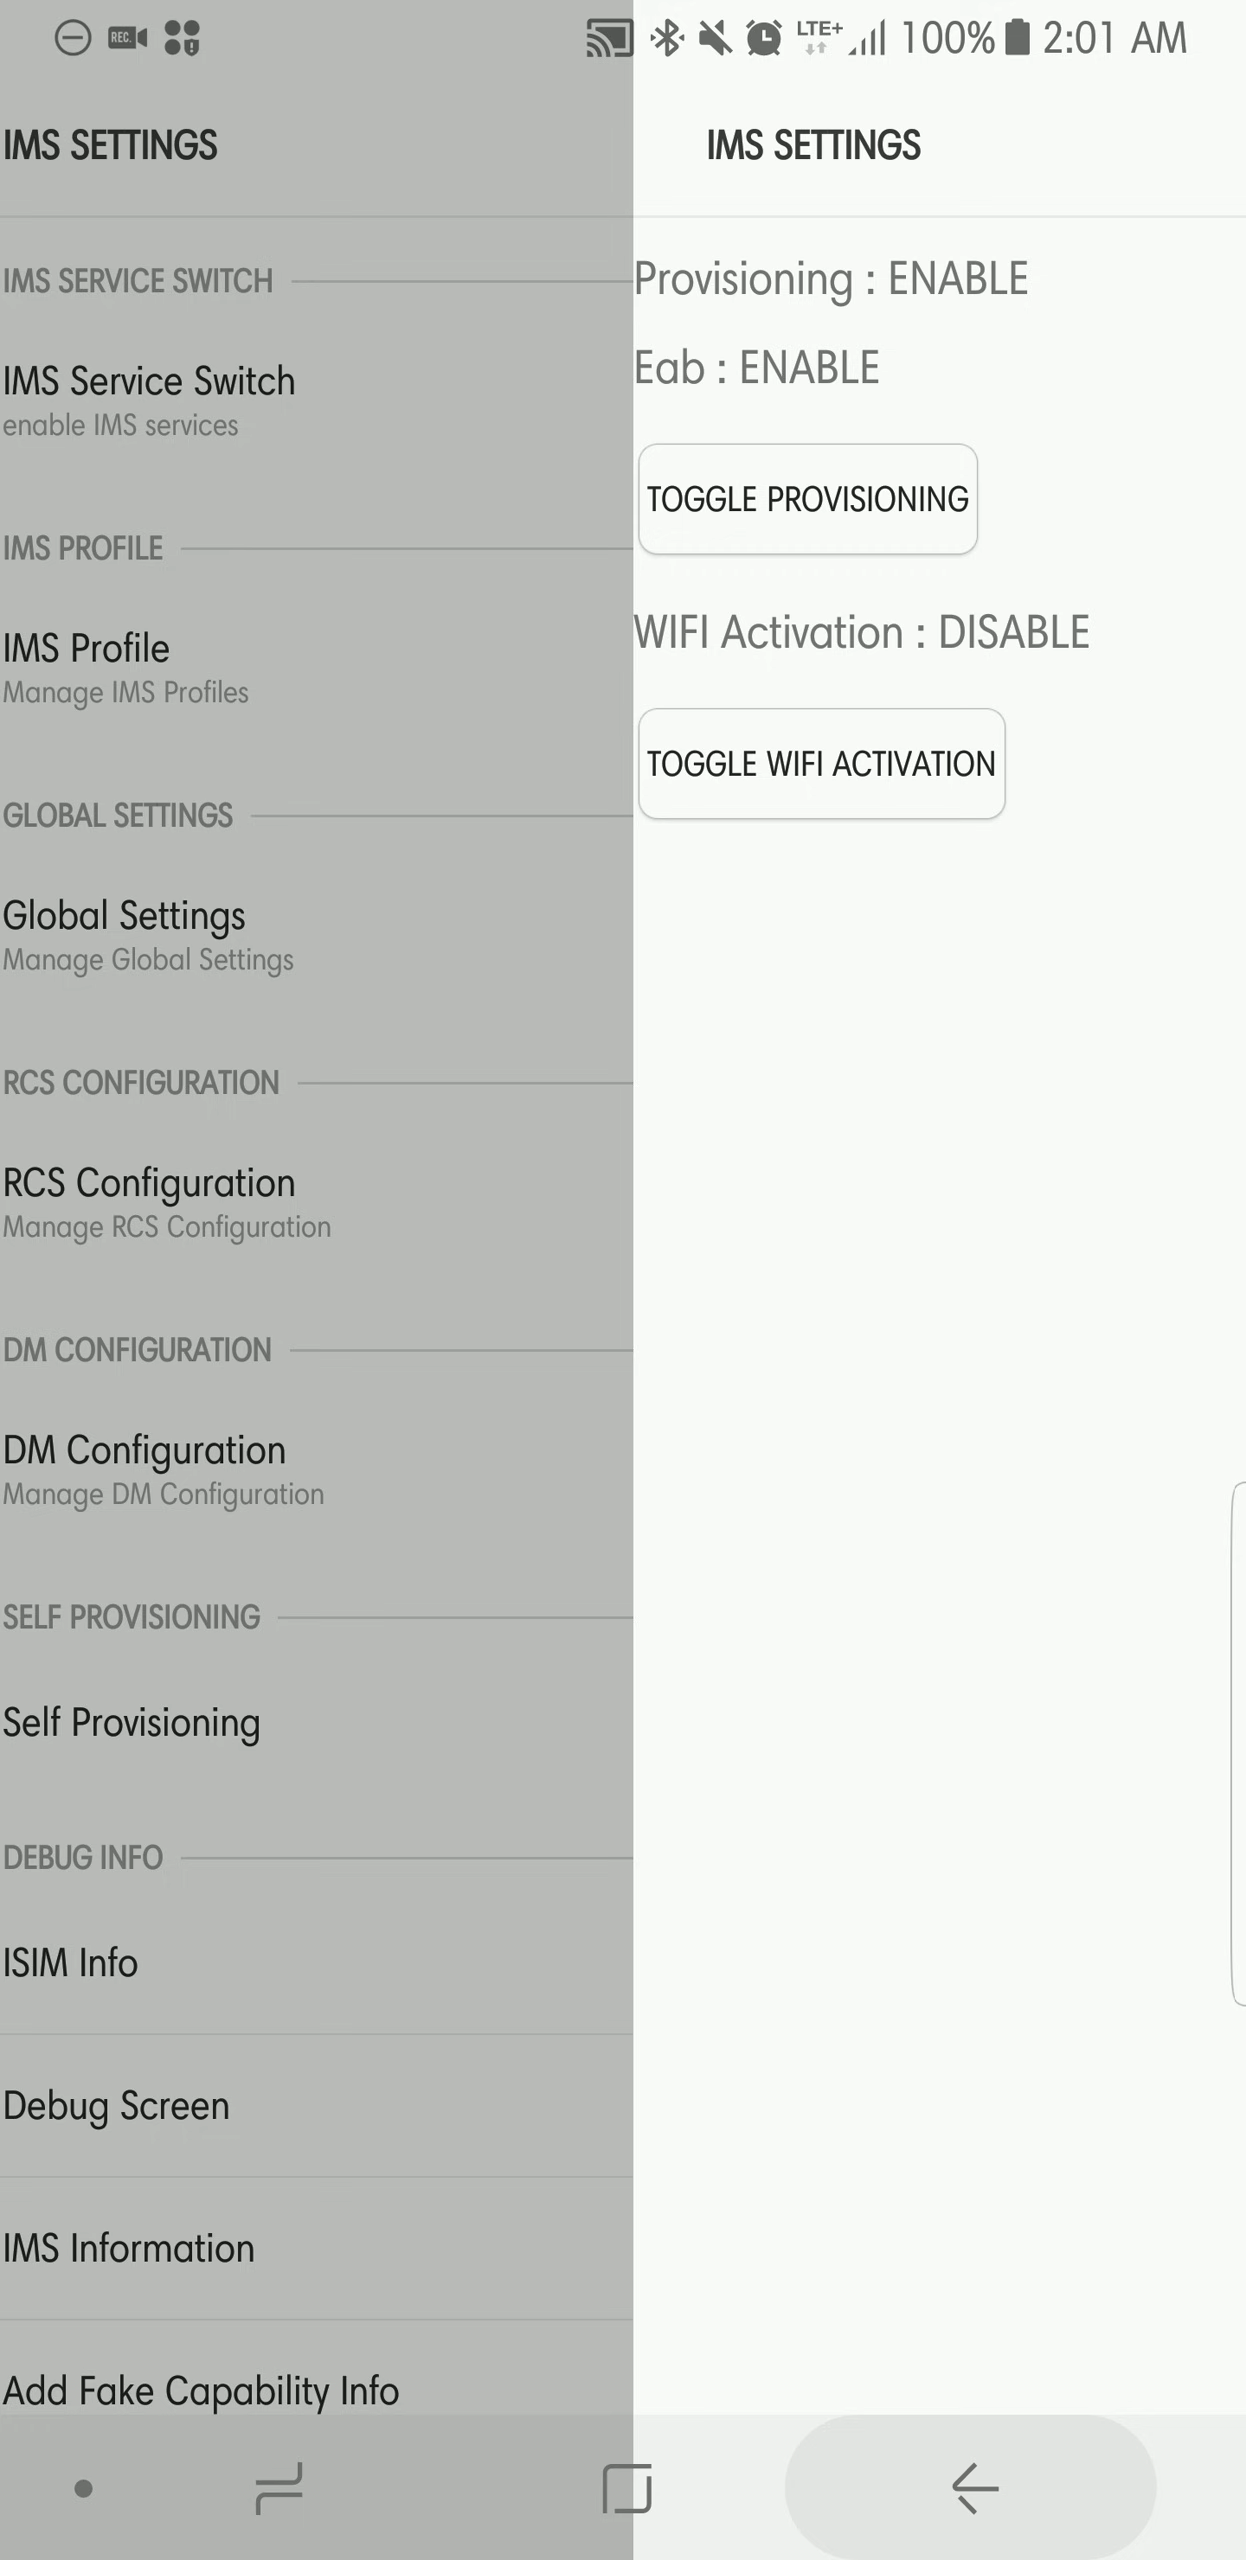 REC. LTE+ 100% 2:01 AM
IMS SETTINGS
IMS SERVICE SWITCH
IMS Service Switch
enable IMS services
IMS PROFILE
IMS Profile
Manage IMS Profiles
GLOBAL SETTINGS
Global Settings
Manage Global Settings
RCS CONFIGURATION
RCS Configuration
Manage RCS Configuration
DM CONFIGURATION
DM Configuration
Manage DM Configuration
SELF PROVISIONING
Self Provisioning
DEBUG INFO
ISIM Info
Debug Screen
IMS Information
Add Fake Capability Info
IMS SETTINGS
Provisioning : ENABLE
Eab : ENABLE
TOGGLE PROVISIONING
WIFI Activation : DISABLE
TOGGLE WIFI ACTIVATION